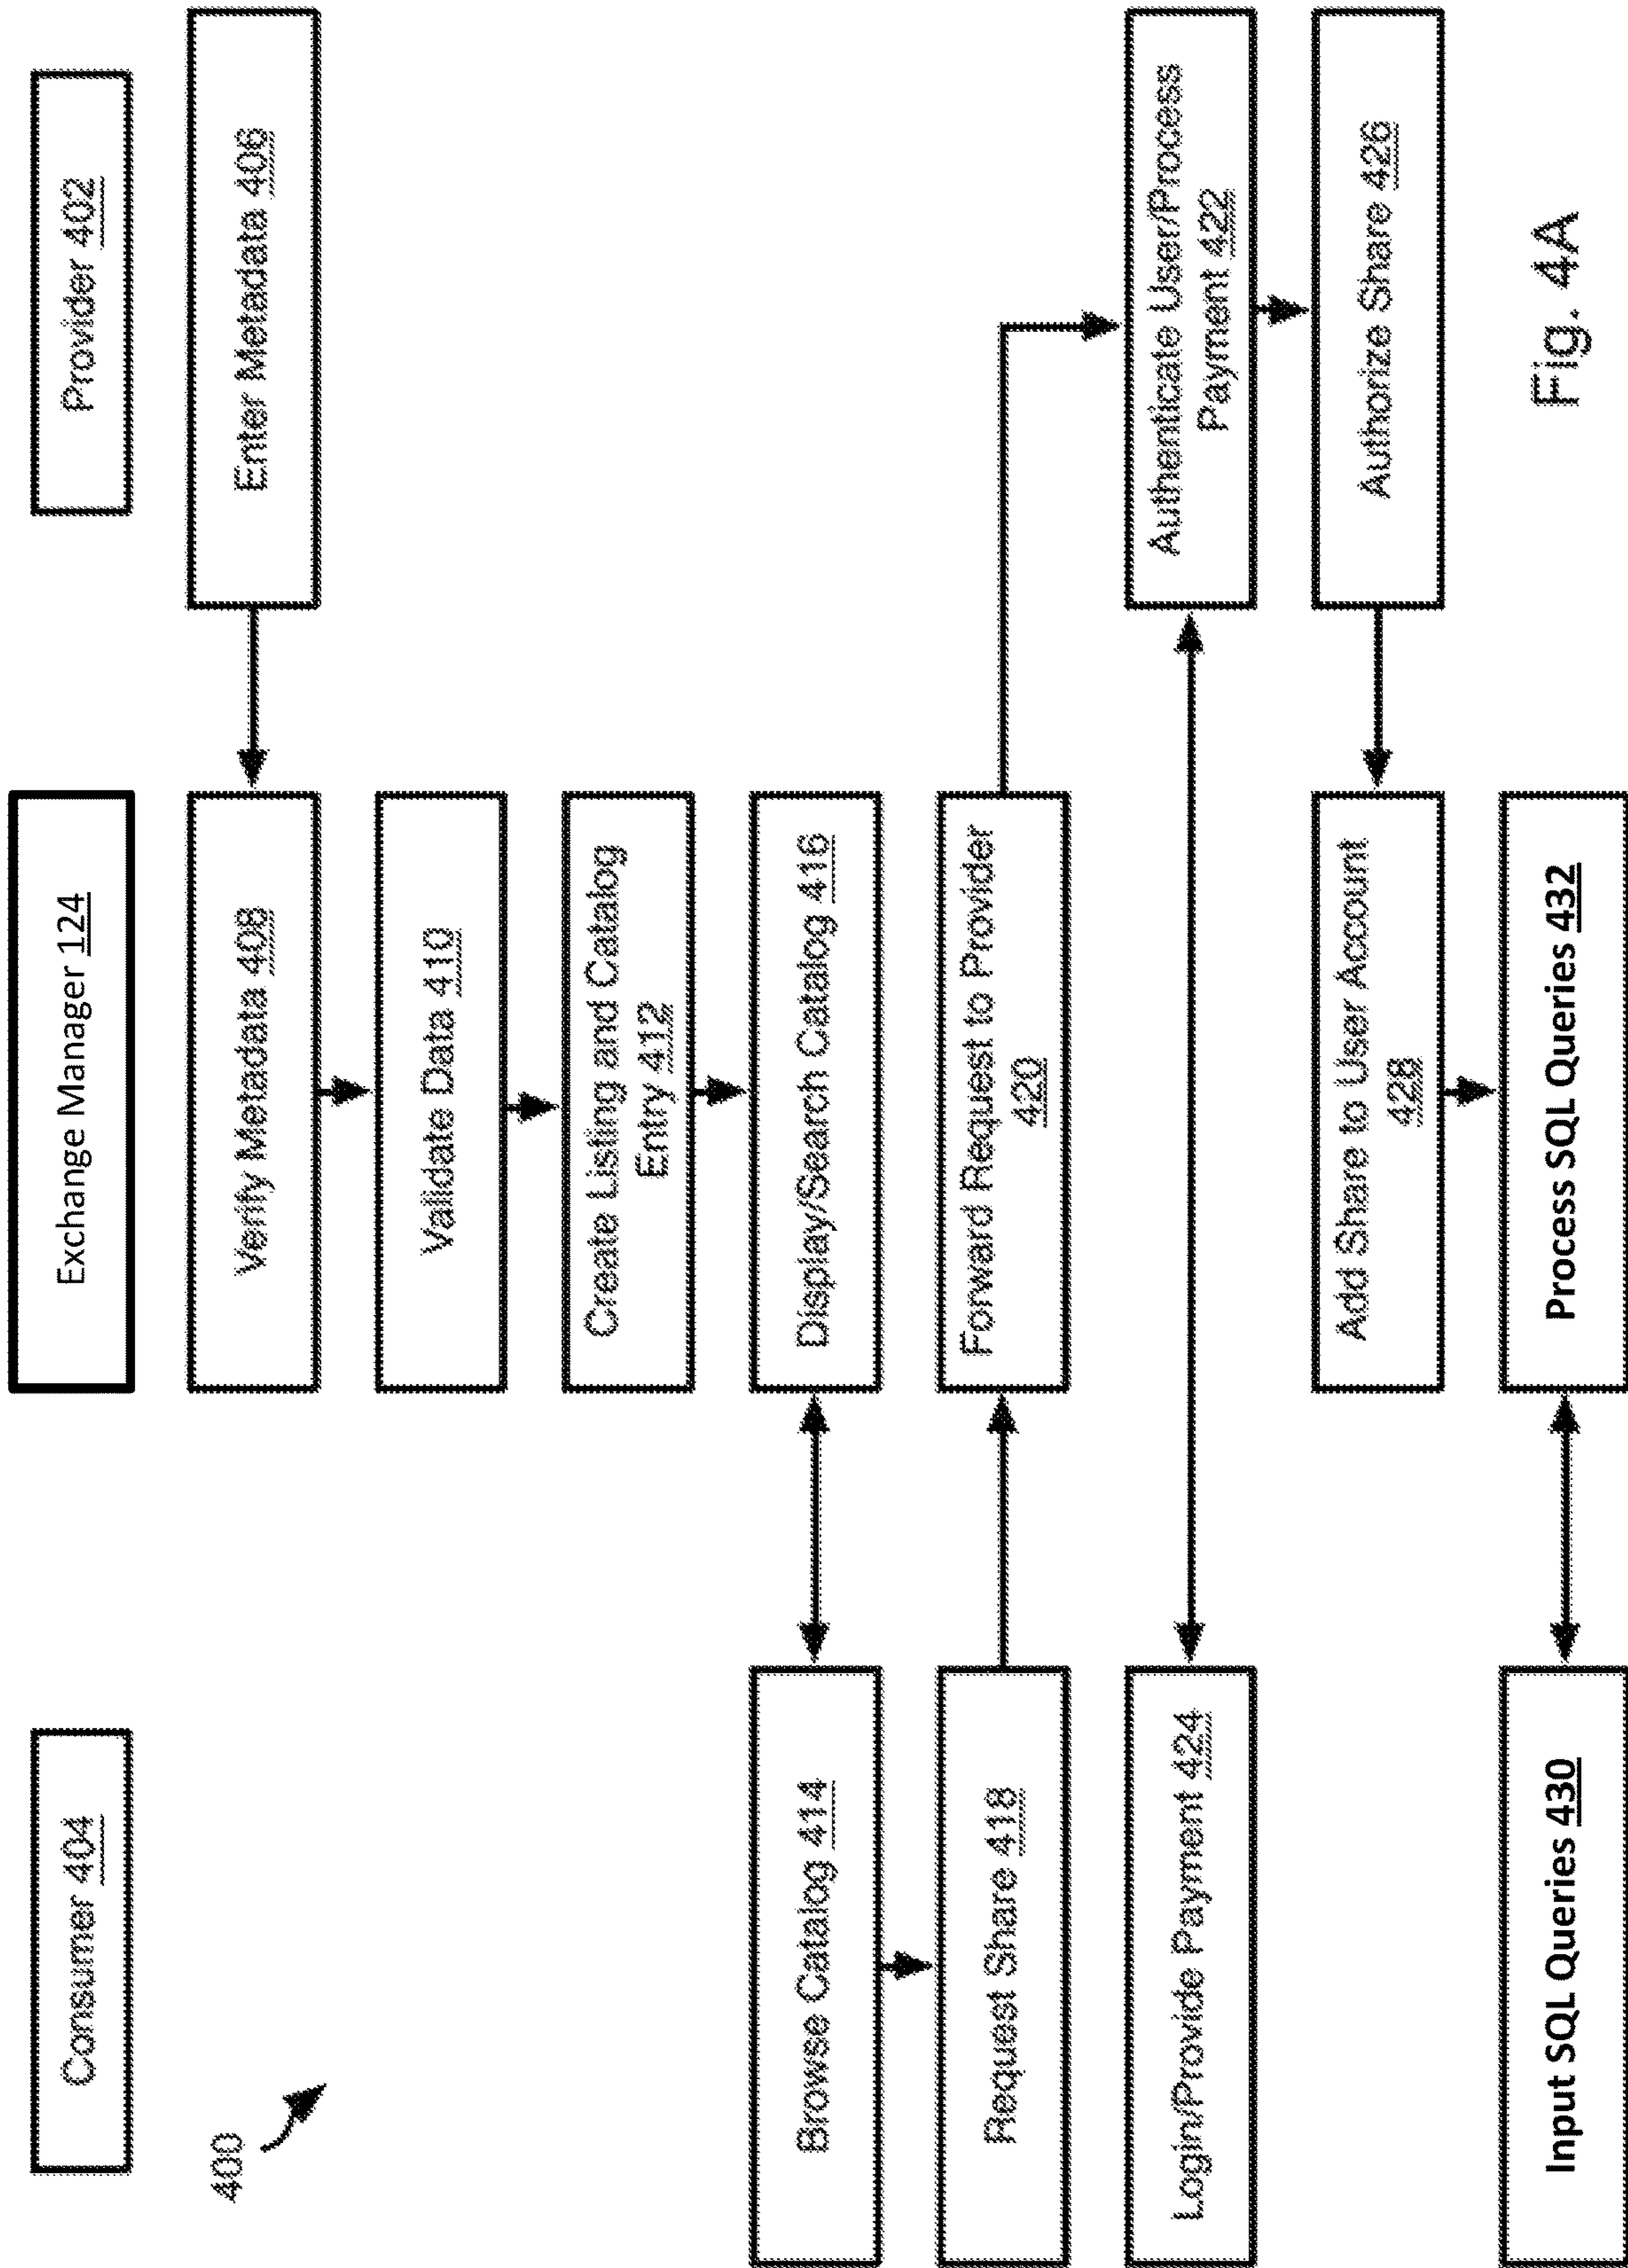 400
Consumer 404
Exchange Manager 124
Provider 402
Verify Metadata 408
Enter Metadata 406
Validate Data 410
Create Listing and Catalog
Entry 412
Browse Catalog 414
Display/Search Catalog 416
Request Share 418
Forward Request to Provider
420
Login/Provide Payment 424
Authenticate User/Process
Payment 422
Add Share to User Account
428
Authorize Share 426
Input SQL Queries 430
Process SQL Queries 432
Fig. 4A